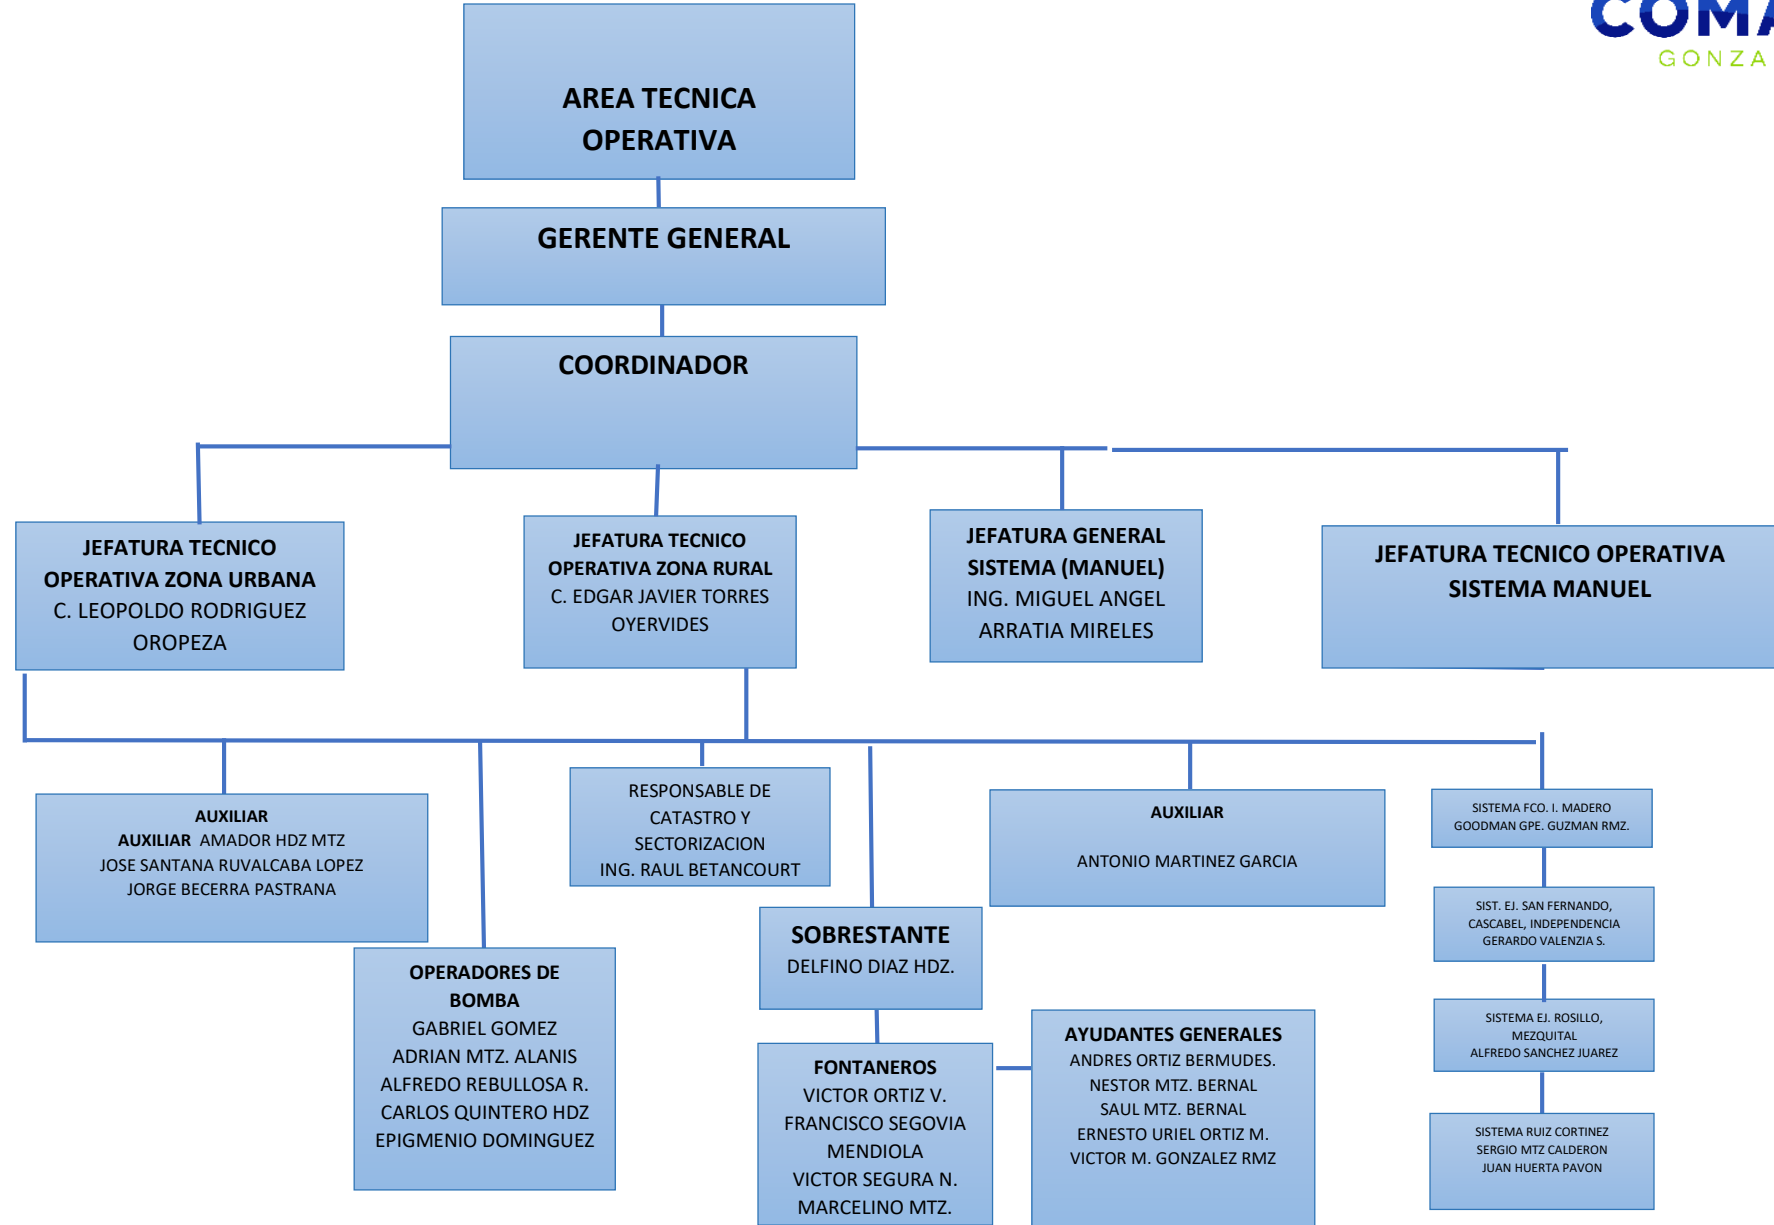 COMA
GONZA
AREA TECNICA
OPERATIVA
GERENTE GENERAL
COORDINADOR
JEFATURA TECNICO
OPERATIVA ZONA URBANA
C. LEOPOLDO RODRIGUEZ
OROPEZA
JEFATURA TECNICO
OPERATIVA ZONA RURAL
C. EDGAR JAVIER TORRES
OYERVIDES
JEFATURA GENERAL
SISTEMA (MANUEL)
ING. MIGUEL ANGEL
ARRATIA MIRELES
JEFATURA TECNICO OPERATIVA
SISTEMA MANUEL
AUXILIAR
AUXILIAR AMADOR HDZ MTZ
JOSE SANTANA RUVALCABA LOPEZ
JORGE BECERRA PASTRANA
OPERADORES DE
BOMBA
GABRIEL GOMEZ
ADRIAN MTZ. ALANIS
ALFREDO REBULLOSA R.
CARLOS QUINTERO HDZ
EPIGMENIO DOMINGUEZ
RESPONSABLE DE
CATASTRO Y
SECTORIZACION
ING. RAUL BETANCOURT
SOBRESTANTE
DELFINO DIAZ HDZ.
FONTANEROS
VICTOR ORTIZ V.
FRANCISCO SEGOVIA
MENDIOLA
VICTOR SEGURA N.
MARCELINO MTZ.
AUXILIAR
ANTONIO MARTINEZ GARCIA
AYUDANTES GENERALES
ANDRES ORTIZ BERMUDES.
NESTOR MTZ. BERNAL
SAUL MTZ. BERNAL
ERNESTO URIEL ORTIZ M.
VICTOR M. GONZALEZ RMZ
SISTEMA FCO. I. MADERO
GOODMAN GPE. GUZMAN RMZ.
SIST. EJ. SAN FERNANDO,
CASCABEL, INDEPENDENCIA
GERARDO VALENZIA S.
SISTEMA EJ. ROSILLO,
MEZQUITAL
ALFREDO SANCHEZ JUAREZ
SISTEMA RUIZ CORTINEZ
SERGIO MTZ CALDERON
JUAN HUERTA PAVON